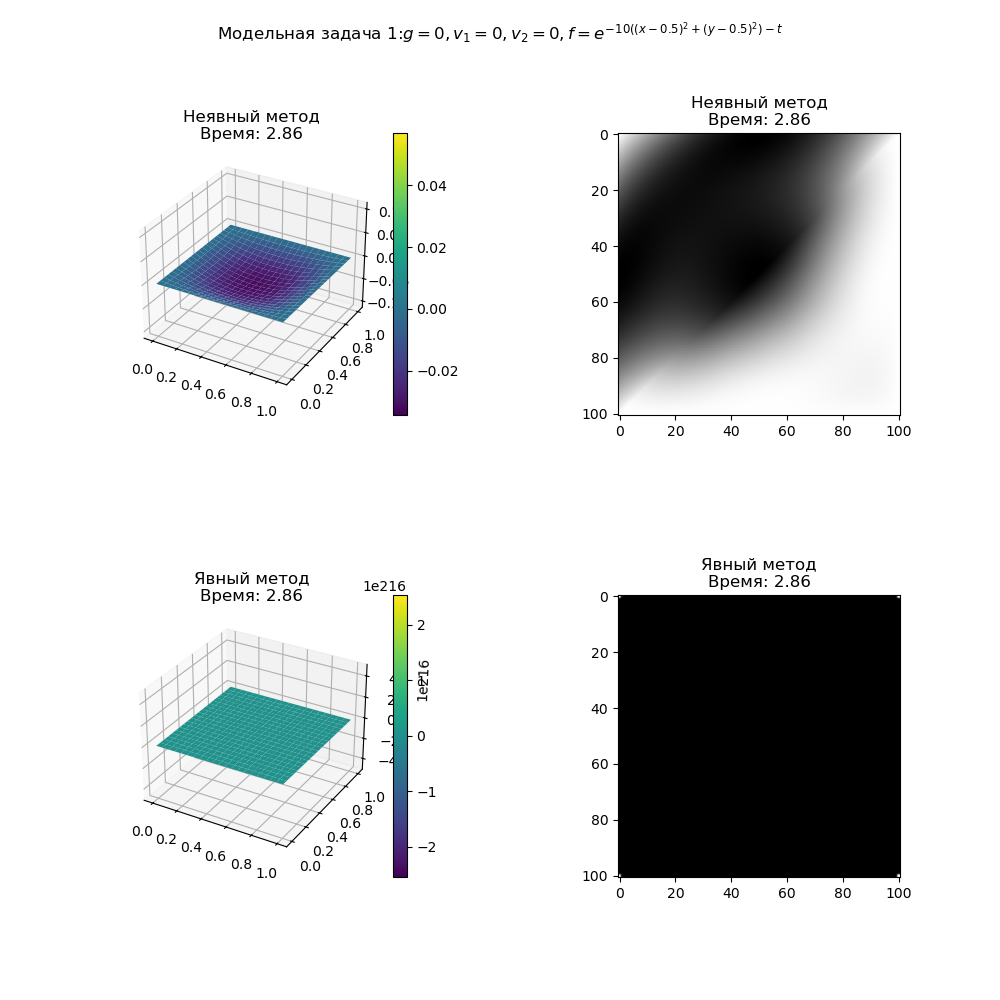 Модельная задача 1:g = 0, v₁ = 0, v₂ = 0, f = e^{−10((x−0.5)²+(y−0.5)²)−t}
Неявный метод
Время: 2.86
0.04
0.02
0.00
−0.02
0.0 0.2 0.4 0.6 0.8 1.0
0.0 0.2 0.4 0.6 0.8 1.0
Неявный метод
Время: 2.86
0
20
40
60
80
100
0 20 40 60 80 100
Явный метод
Время: 2.86
1e216
2
1
0
−1
−2
1e216
0.0 0.2 0.4 0.6 0.8 1.0
0.0 0.2 0.4 0.6 0.8 1.0
Явный метод
Время: 2.86
0
20
40
60
80
100
0 20 40 60 80 100